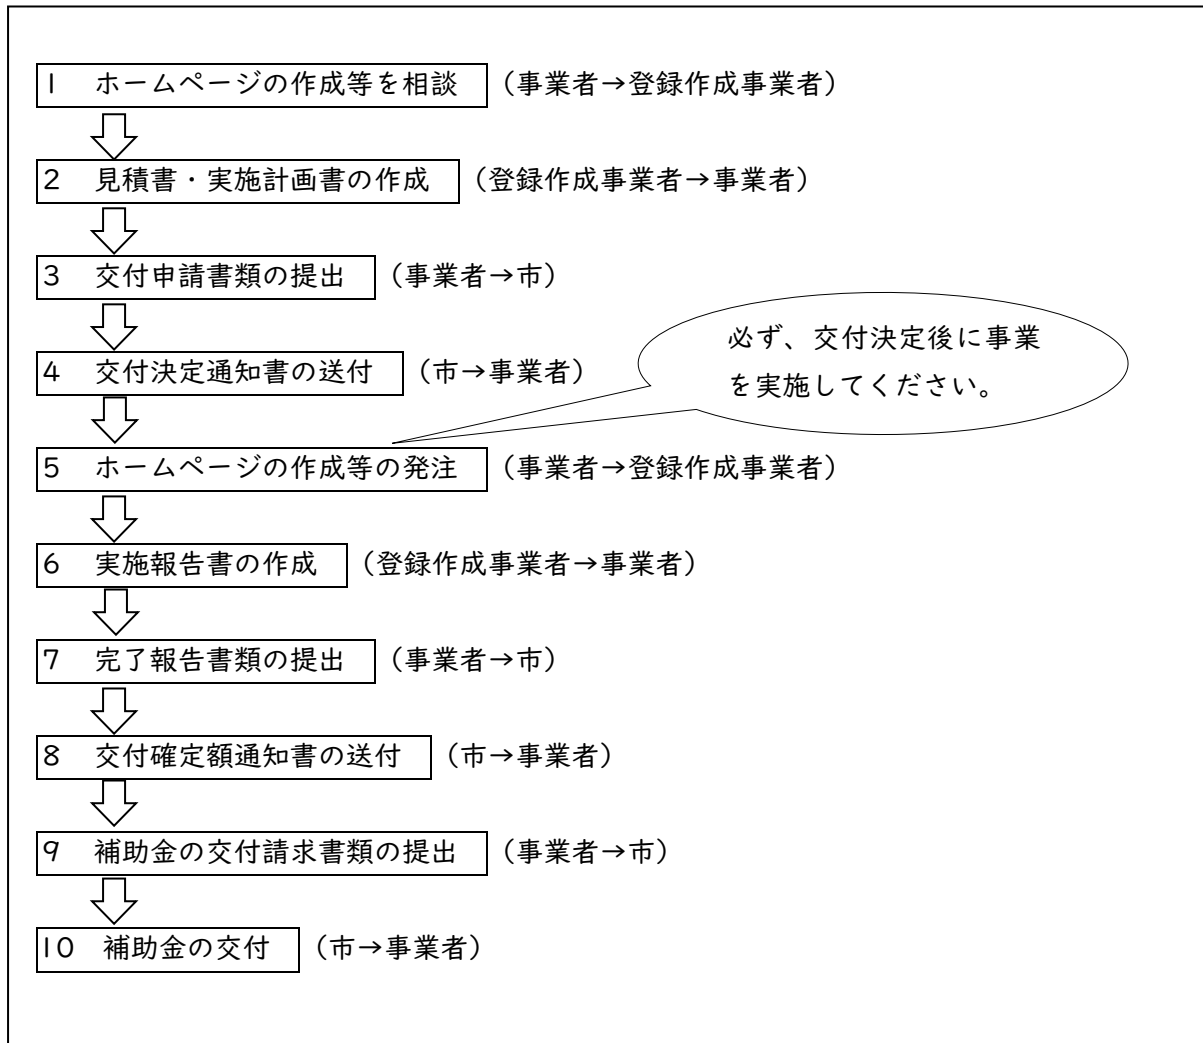 1 ホームページの作成等を相談 （事業者→登録作成事業者）
2 見積書・実施計画書の作成 （登録作成事業者→事業者）
3 交付申請書類の提出 （事業者→市）
必ず、交付決定後に事業
を実施してください。
4 交付決定通知書の送付 （市→事業者）
5 ホームページの作成等の発注 （事業者→登録作成事業者）
6 実施報告書の作成 （登録作成事業者→事業者）
7 完了報告書類の提出 （事業者→市）
8 交付確定額通知書の送付 （市→事業者）
9 補助金の交付請求書類の提出 （事業者→市）
10 補助金の交付 （市→事業者）